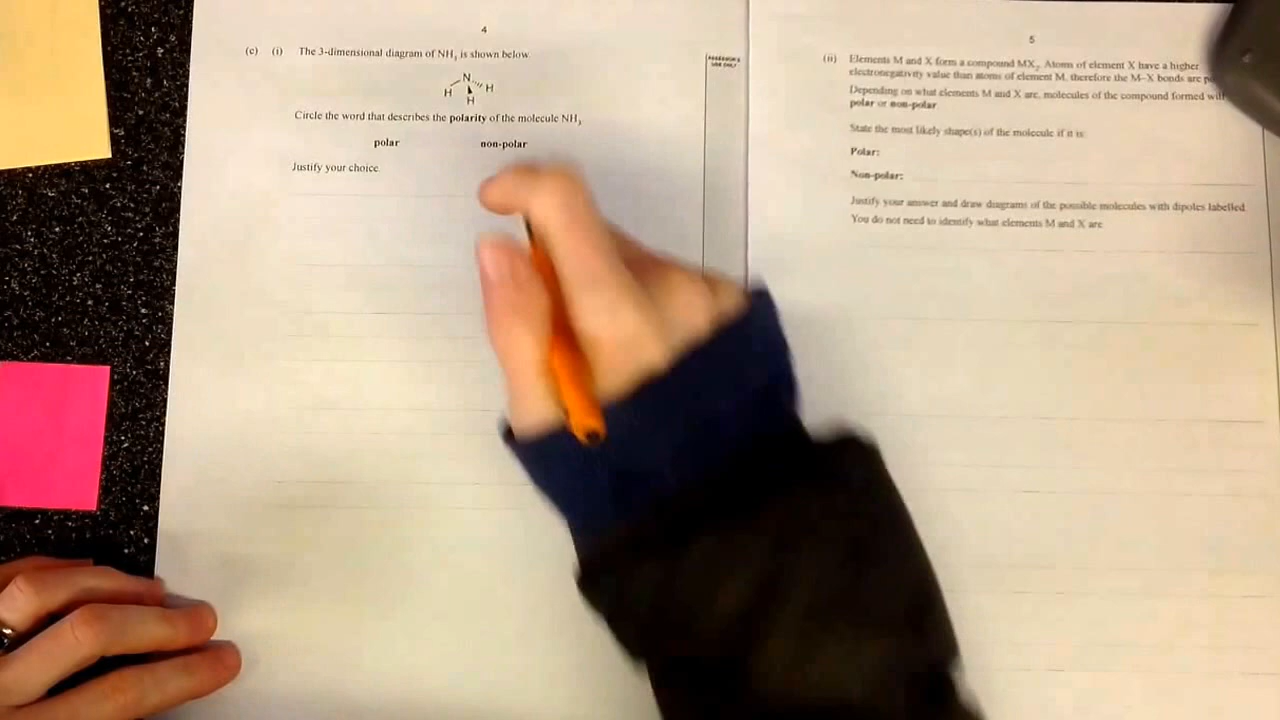 4
(c) (i) The 3-dimensional diagram of NH₃ is shown below.
N
H H
H
Circle the word that describes the polarity of the molecule NH₃
polar non-polar
Justify your choice.
ASSESSOR'S
USE ONLY
5
(ii) Elements M and X form a compound MX₂. Atoms of element X have a higher
electronegativity value than atoms of element M, therefore the M–X bonds are
Depending on what elements M and X are, molecules of the compound formed will
polar or non-polar.
State the most likely shape(s) of the molecule if it is:
Polar:
Non-polar:
Justify your answer and draw diagrams of the possible molecules with dipoles labelled.
You do not need to identify what elements M and X are.